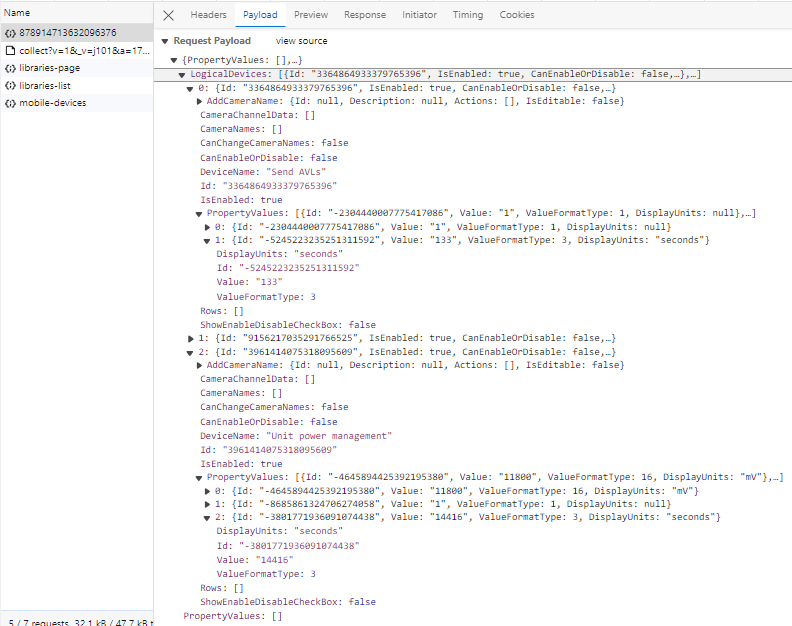 Name
878914713632096376
collect?v=1&_v=j101&a=17...
libraries-page
libraries-list
mobile-devices
5 / 7 requests 32.1 kB / 47.7 kB t
Headers Payload Preview Response Initiator Timing Cookies
Request Payload view source
{PropertyValues: [],…}
LogicalDevices: [{Id: "3364864933379765396", IsEnabled: true, CanEnableOrDisable: false,…},…]
0: {Id: "3364864933379765396", IsEnabled: true, CanEnableOrDisable: false,…}
AddCameraName: {Id: null, Description: null, Actions: [], IsEditable: false}
CameraChannelData: []
CameraNames: []
CanChangeCameraNames: false
CanEnableOrDisable: false
DeviceName: "Send AVLs"
Id: "3364864933379765396"
IsEnabled: true
PropertyValues: [{Id: "-2304440007775417086", Value: "1", ValueFormatType: 1, DisplayUnits: null},…]
0: {Id: "-2304440007775417086", Value: "1", ValueFormatType: 1, DisplayUnits: null}
1: {Id: "-5245223235251311592", Value: "133", ValueFormatType: 3, DisplayUnits: "seconds"}
DisplayUnits: "seconds"
Id: "-5245223235251311592"
Value: "133"
ValueFormatType: 3
Rows: []
ShowEnableDisableCheckBox: false
1: {Id: "9156217035291766525", IsEnabled: true, CanEnableOrDisable: false,…}
2: {Id: "3961414075318095609", IsEnabled: true, CanEnableOrDisable: false,…}
AddCameraName: {Id: null, Description: null, Actions: [], IsEditable: false}
CameraChannelData: []
CameraNames: []
CanChangeCameraNames: false
CanEnableOrDisable: false
DeviceName: "Unit power management"
Id: "3961414075318095609"
IsEnabled: true
PropertyValues: [{Id: "-4645894425392195380", Value: "11800", ValueFormatType: 16, DisplayUnits: "mV"},…]
0: {Id: "-4645894425392195380", Value: "11800", ValueFormatType: 16, DisplayUnits: "mV"}
1: {Id: "-8685861324706274058", Value: "1", ValueFormatType: 1, DisplayUnits: null}
2: {Id: "-3801771936091074438", Value: "14416", ValueFormatType: 3, DisplayUnits: "seconds"}
DisplayUnits: "seconds"
Id: "-3801771936091074438"
Value: "14416"
ValueFormatType: 3
Rows: []
ShowEnableDisableCheckBox: false
PropertyValues: []